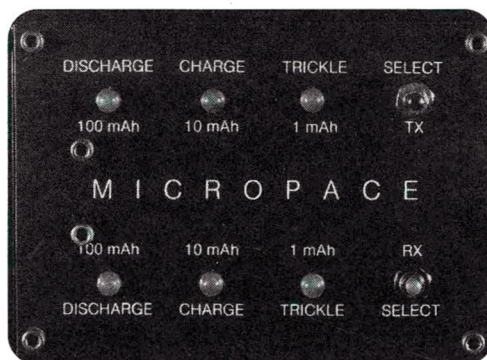 DISCHARGE CHARGE TRICKLE SELECT
100 mAh 10 mAh 1 mAh TX
M I C R O P A C E
100 mAh 10 mAh 1 mAh RX
DISCHARGE CHARGE TRICKLE SELECT